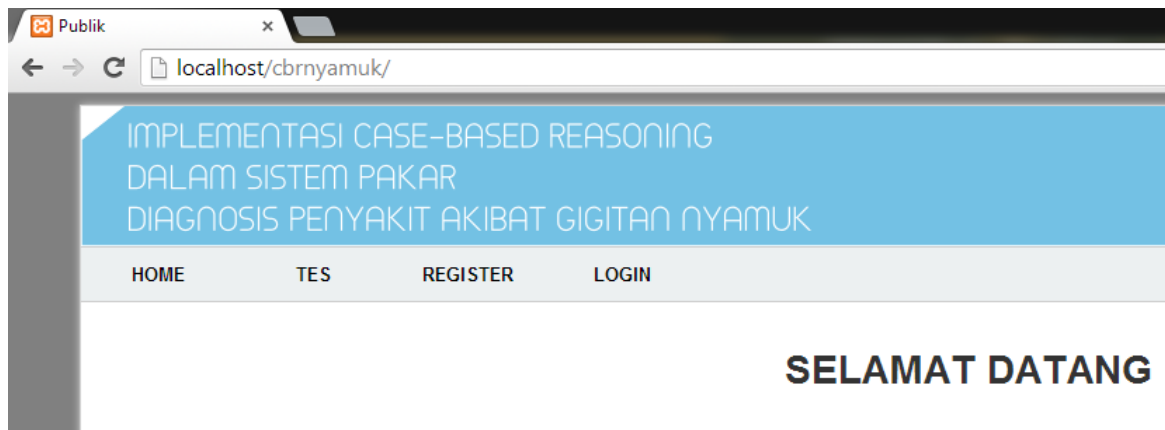 Publik
localhost/cbrnyamuk/
IMPLEMENTASI CASE-BASED REASONING
DALAM SISTEM PAKAR
DIAGNOSIS PENYAKIT AKIBAT GIGITAN NYAMUK
HOME TES REGISTER LOGIN
SELAMAT DATANG